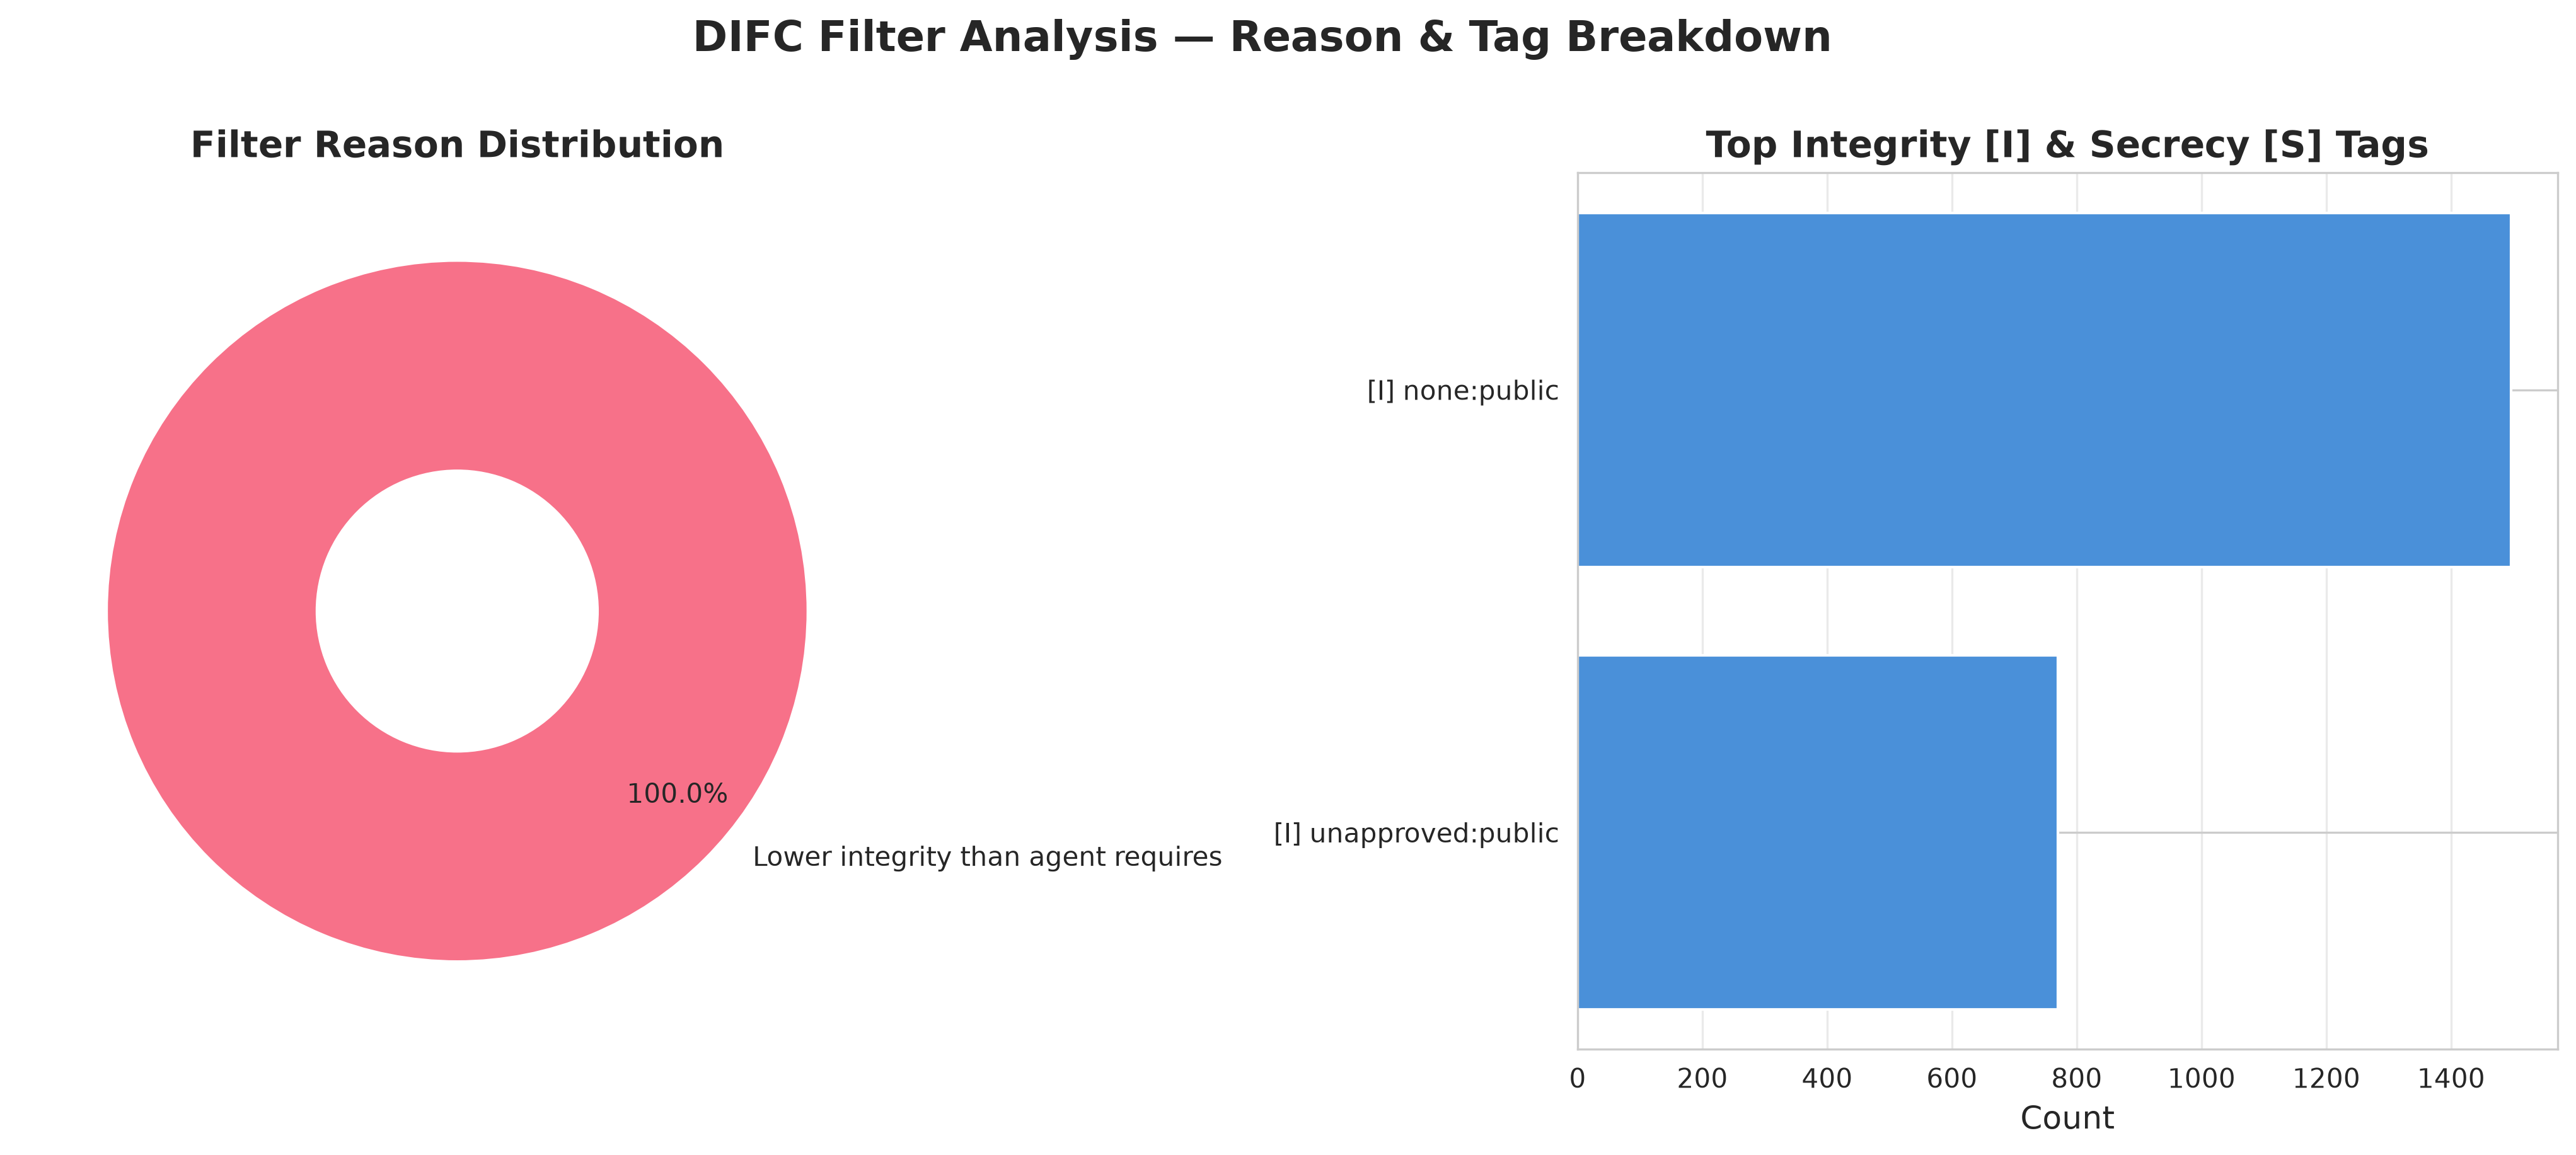 DIFC Filter Analysis — Reason & Tag Breakdown
Filter Reason Distribution
100.0%
Lower integrity than agent requires
Top Integrity [I] & Secrecy [S] Tags
[I] none:public
[I] unapproved:public
0 200 400 600 800 1000 1200 1400
Count